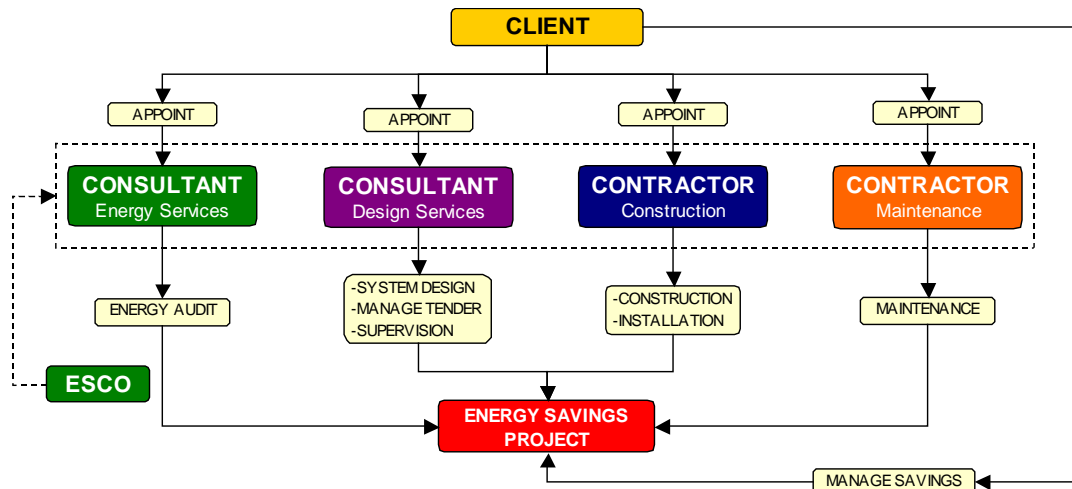 CLIENT
APPOINT
APPOINT
APPOINT
APPOINT
CONSULTANT
Energy Services
CONSULTANT
Design Services
CONTRACTOR
Construction
CONTRACTOR
Maintenance
ENERGY AUDIT
-SYSTEM DESIGN
-MANAGE TENDER
-SUPERVISION
-CONSTRUCTION
-INSTALLATION
MAINTENANCE
ESCO
ENERGY SAVINGS
PROJECT
MANAGE SAVINGS